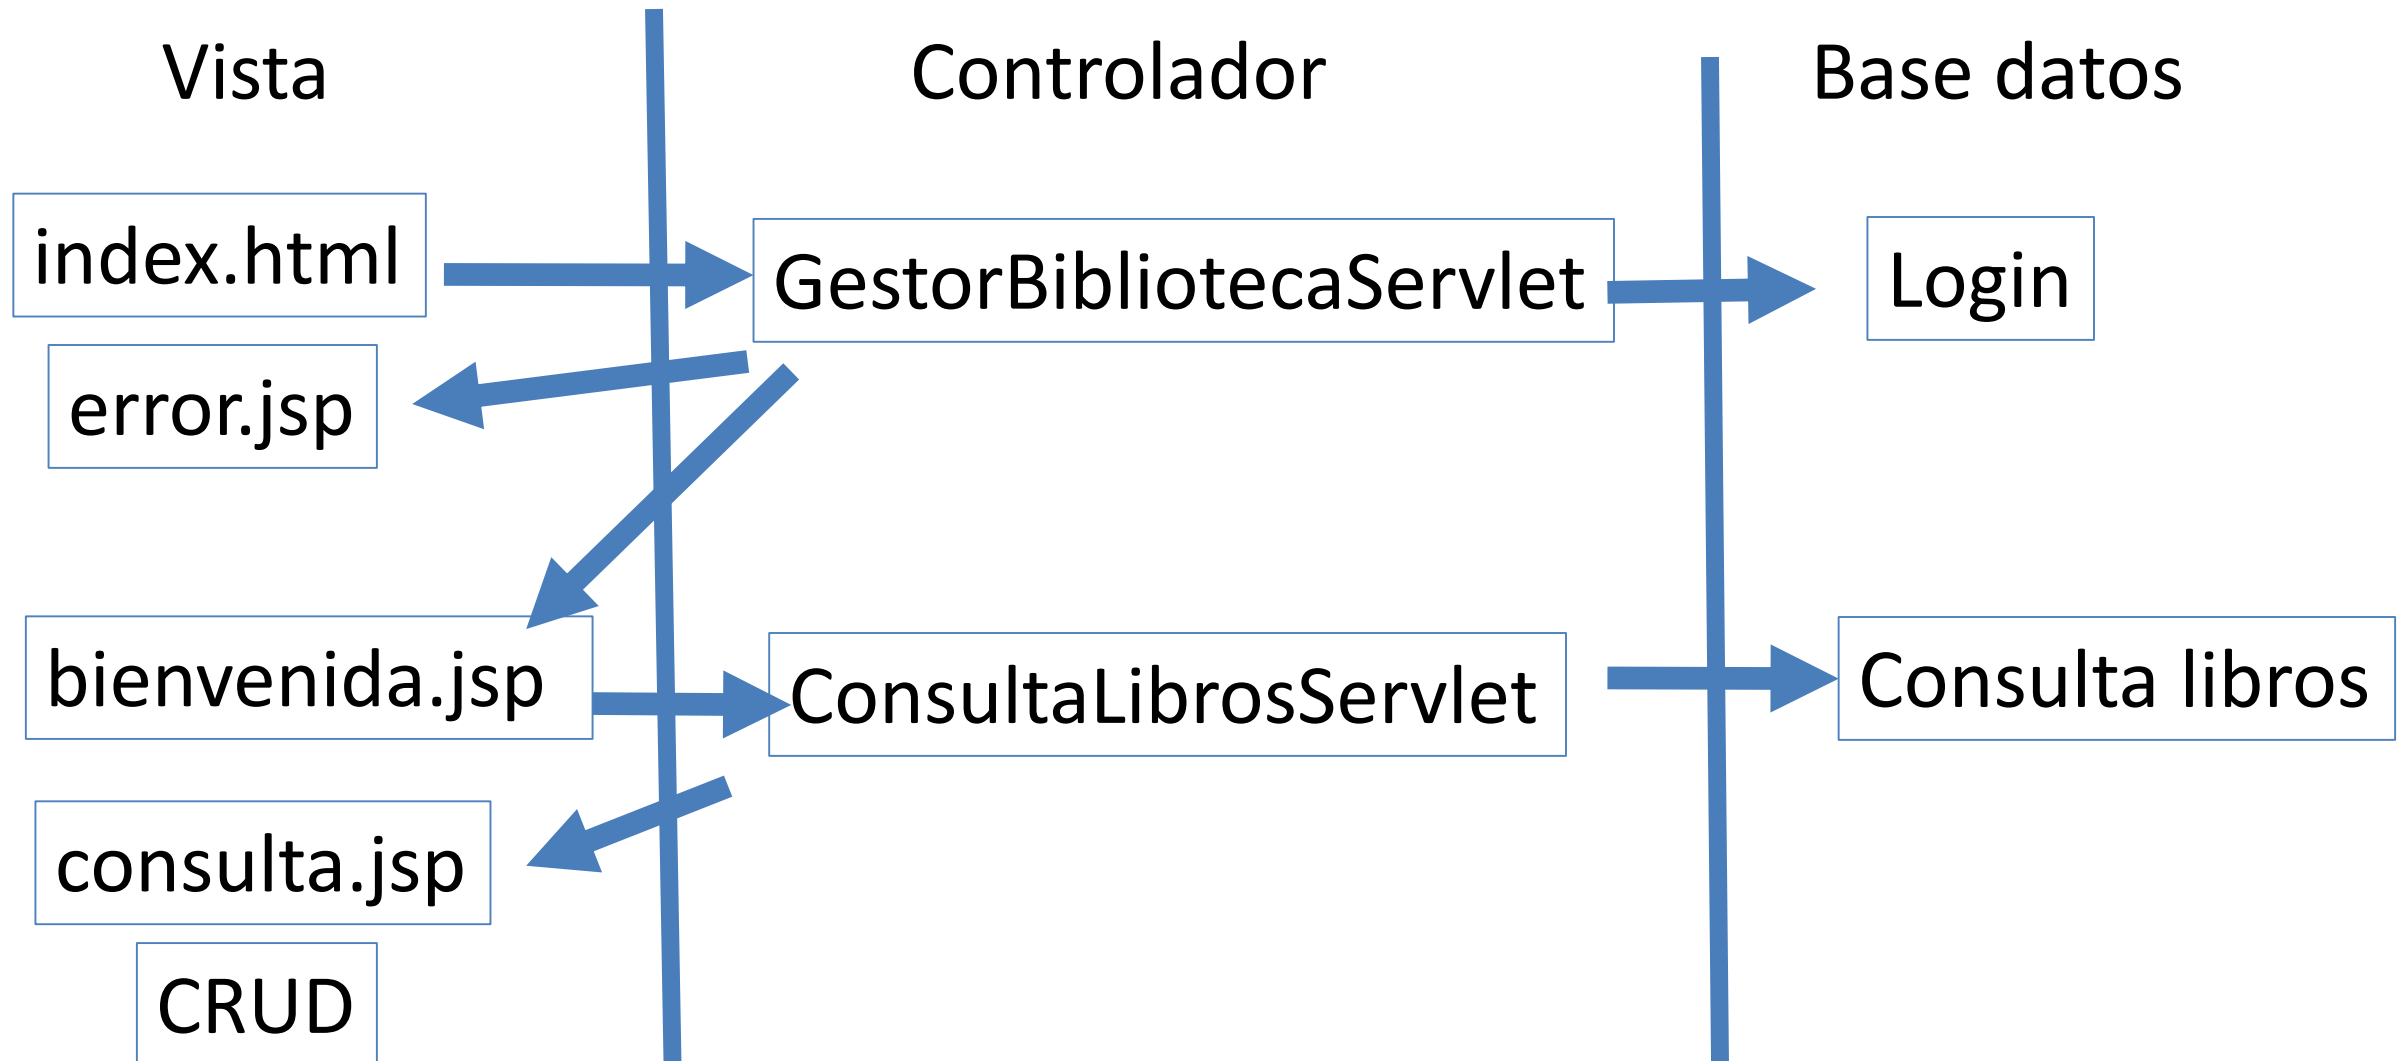 Vista
Controlador
Base datos
index.html
GestorBibliotecaServlet
Login
error.jsp
bienvenida.jsp
ConsultaLibrosServlet
Consulta libros
consulta.jsp
CRUD